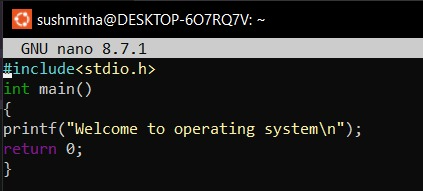 sushmitha@DESKTOP-6O7RQ7V: ~
GNU nano 8.7.1
#include<stdio.h>
int main()
{
printf("Welcome to operating system\n");
return 0;
}